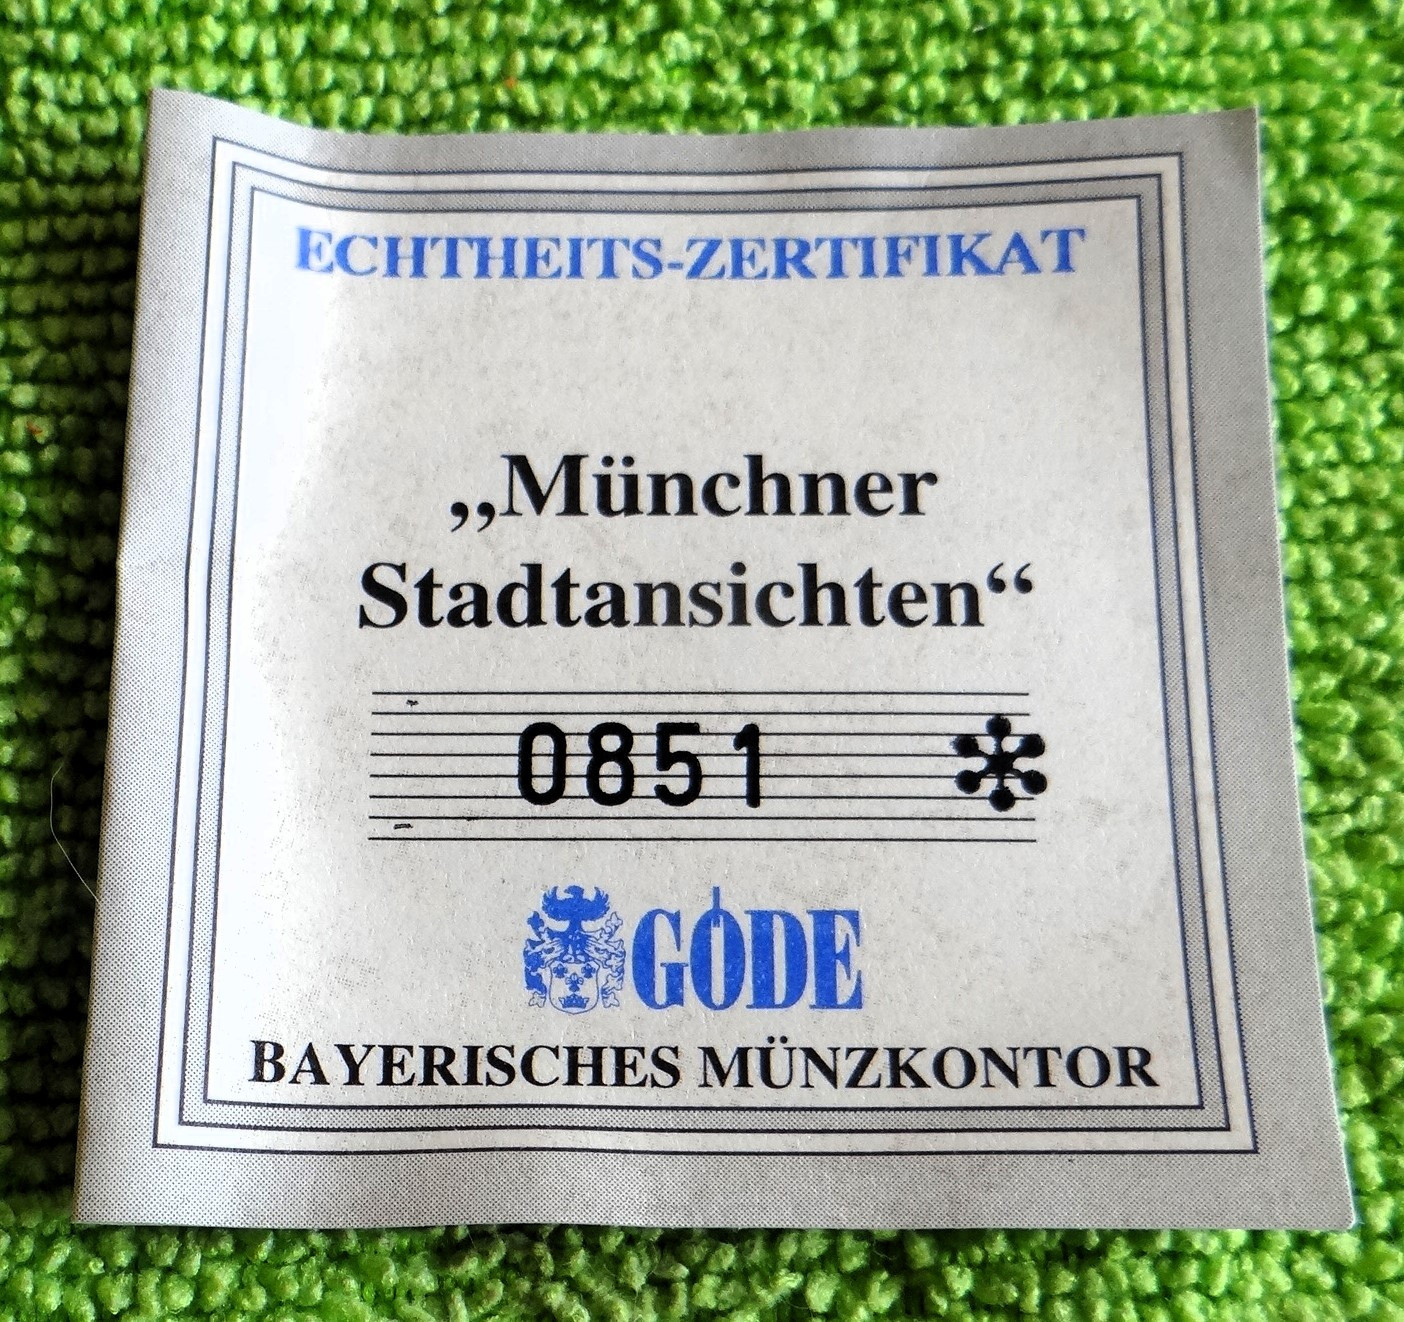 ECHTHEITS-ZERTIFIKAT
„Münchner
Stadtansichten“
0851
GÖDE
BAYERISCHES MÜNZKONTOR